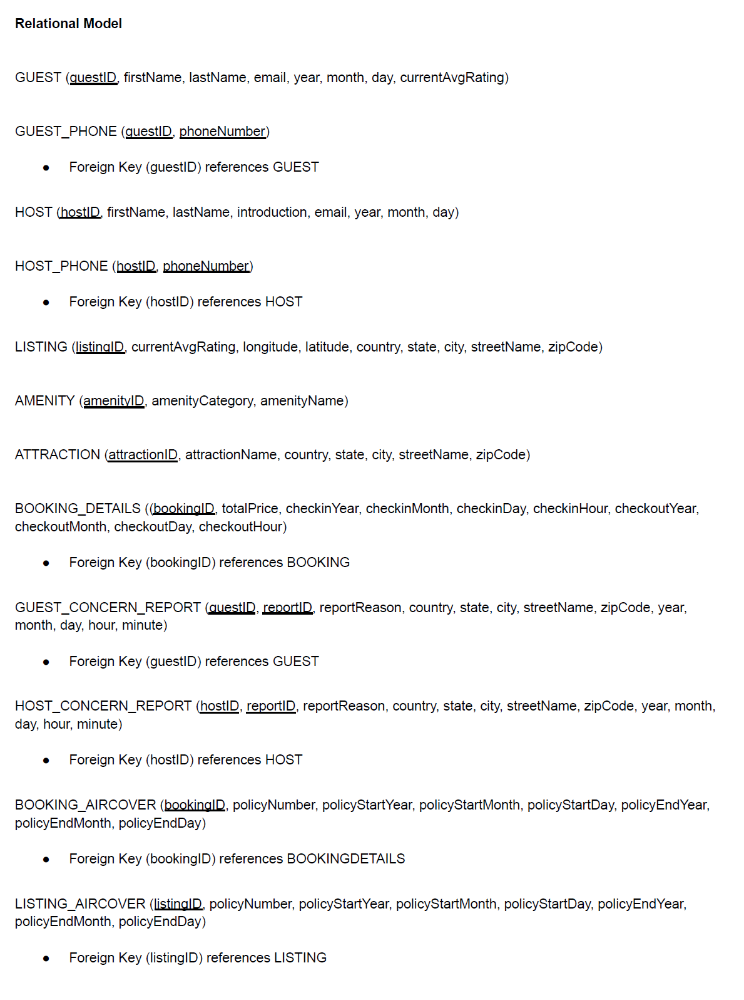 Relational Model
GUEST (guestID, firstName, lastName, email, year, month, day, currentAvgRating)
GUEST_PHONE (guestID, phoneNumber)
● Foreign Key (guestID) references GUEST
HOST (hostID, firstName, lastName, introduction, email, year, month, day)
HOST_PHONE (hostID, phoneNumber)
● Foreign Key (hostID) references HOST
LISTING (listingID, currentAvgRating, longitude, latitude, country, state, city, streetName, zipCode)
AMENITY (amenityID, amenityCategory, amenityName)
ATTRACTION (attractionID, attractionName, country, state, city, streetName, zipCode)
BOOKING_DETAILS ((bookingID, totalPrice, checkinYear, checkinMonth, checkinDay, checkinHour, checkoutYear,
checkoutMonth, checkoutDay, checkoutHour)
● Foreign Key (bookingID) references BOOKING
GUEST_CONCERN_REPORT (guestID, reportID, reportReason, country, state, city, streetName, zipCode, year,
month, day, hour, minute)
● Foreign Key (guestID) references GUEST
HOST_CONCERN_REPORT (hostID, reportID, reportReason, country, state, city, streetName, zipCode, year, month,
day, hour, minute)
● Foreign Key (hostID) references HOST
BOOKING_AIRCOVER (bookingID, policyNumber, policyStartYear, policyStartMonth, policyStartDay, policyEndYear,
policyEndMonth, policyEndDay)
● Foreign Key (bookingID) references BOOKINGDETAILS
LISTING_AIRCOVER (listingID, policyNumber, policyStartYear, policyStartMonth, policyStartDay, policyEndYear,
policyEndMonth, policyEndDay)
● Foreign Key (listingID) references LISTING